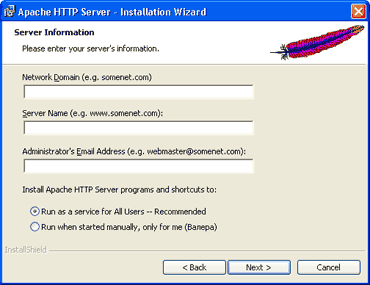 Apache HTTP Server - Installation Wizard
Server Information
Please enter your server's information.
Network Domain (e.g. somenet.com)
Server Name (e.g. www.somenet.com):
Administrator's Email Address (e.g. webmaster@somenet.com):
Install Apache HTTP Server programs and shortcuts to:
Run as a service for All Users -- Recommended
Run when started manually, only for me (Валера)
InstallShield
< Back
Next >
Cancel